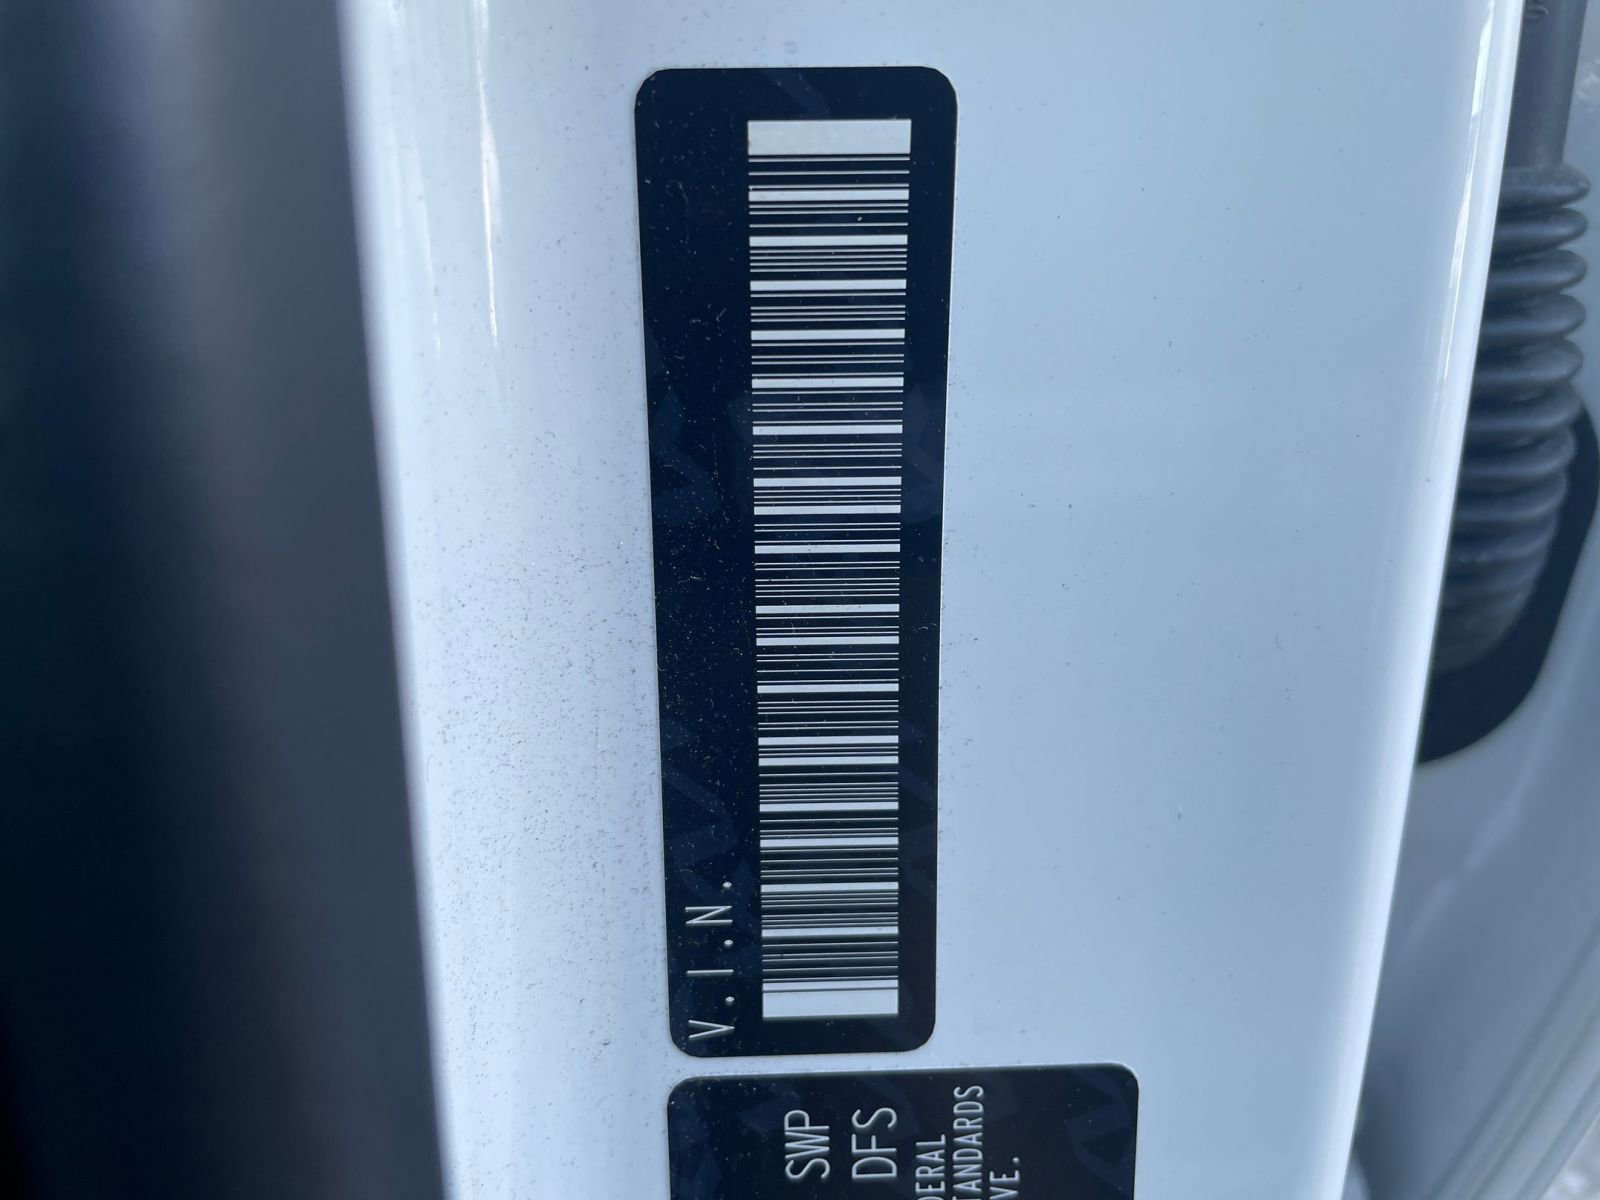 V.I.N.
SWP
DFS
DERAL
TANDARDS
VE.